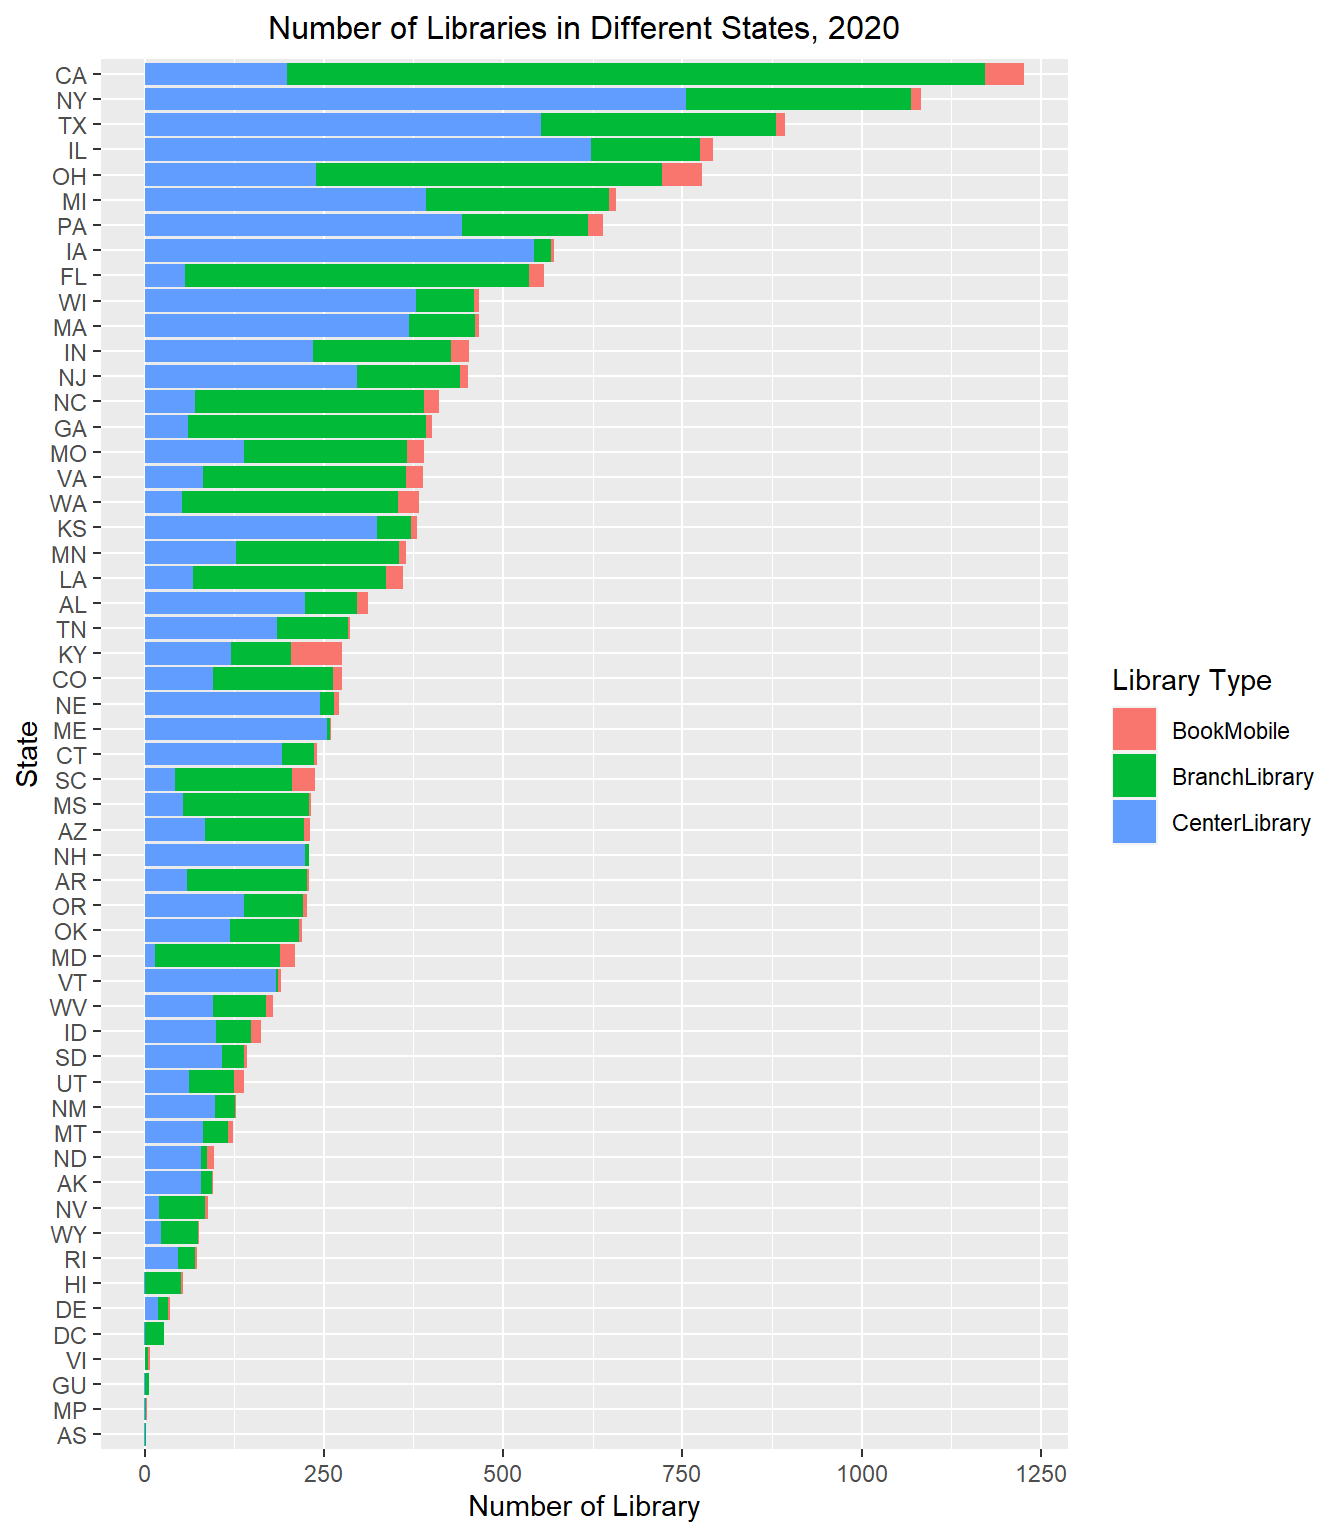 Number of Libraries in Different States, 2020
CA
NY
TX
IL
OH
MI
PA
IA
FL
WI
MA
IN
NJ
NC
GA
MO
VA
WA
KS
MN
LA
AL
TN
KY
CO
NE
ME
CT
SC
MS
AZ
NH
AR
OR
OK
MD
VT
WV
ID
SD
UT
NM
MT
ND
AK
NV
WY
RI
HI
DE
DC
VI
GU
MP
AS
State
0 250 500 750 1000 1250
Number of Library
Library Type
BookMobile
BranchLibrary
CenterLibrary